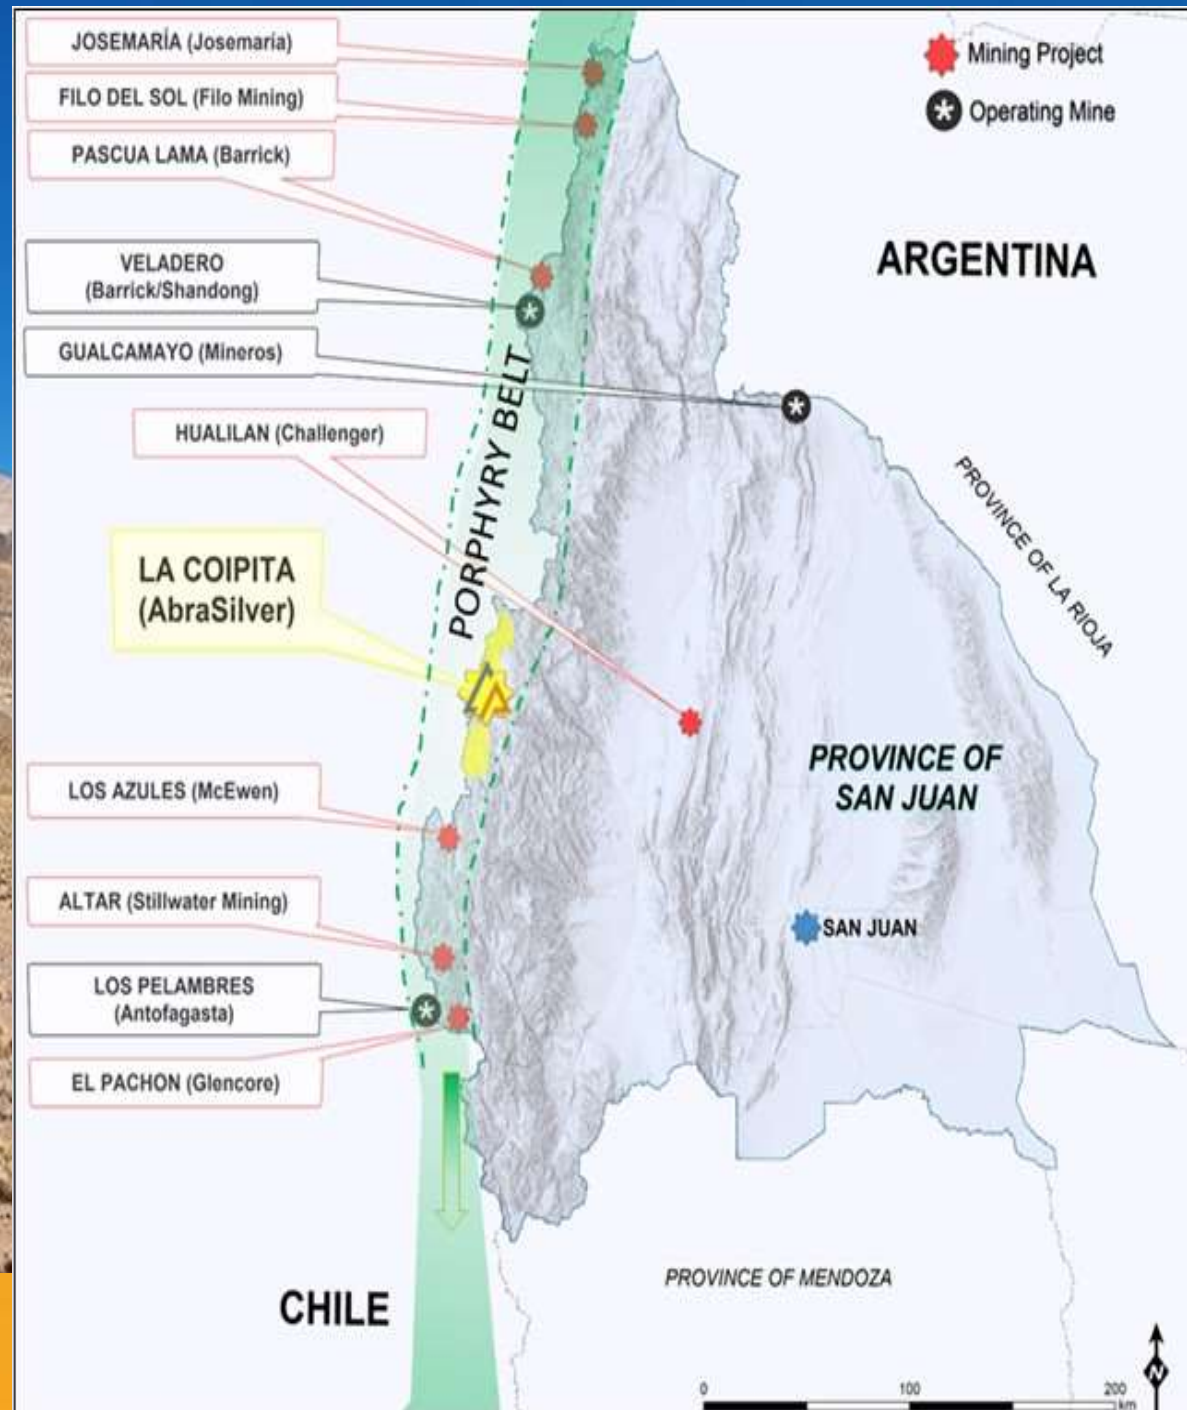 JOSEMARÍA (Josemaria)
FILO DEL SOL (Filo Mining)
PASCUA LAMA (Barrick)
VELADERO
(Barrick/Shandong)
GUALCAMAYO (Mineros)
HUALILAN (Challenger)
LA COIPITA
(AbraSilver)
LOS AZULES (McEwen)
ALTAR (Stillwater Mining)
LOS PELAMBRES
(Antofagasta)
EL PACHON (Glencore)
PORPHYRY BELT
Mining Project
Operating Mine
ARGENTINA
PROVINCE OF LA RIOJA
PROVINCE OF
SAN JUAN
SAN JUAN
PROVINCE OF MENDOZA
CHILE
0 100 200
km
N